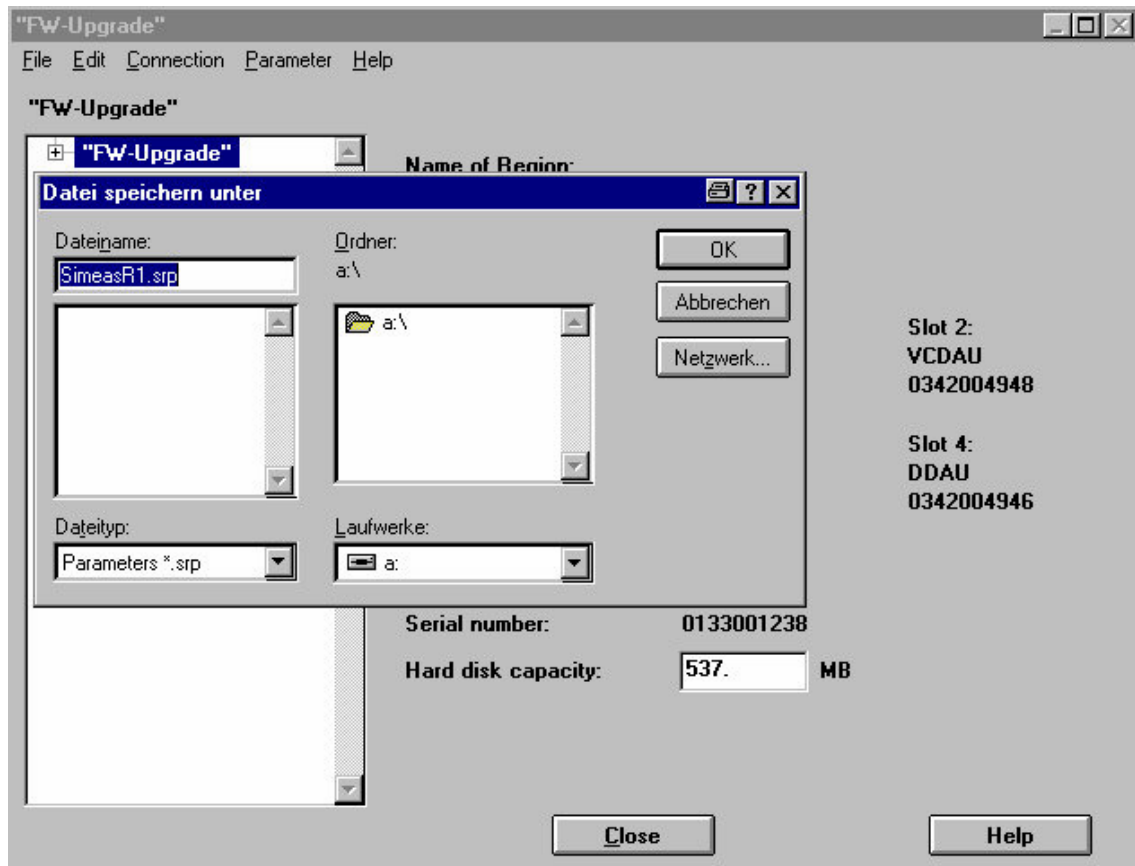 "FW-Upgrade"
File Edit Connection Parameter Help
"FW-Upgrade"
"FW-Upgrade"
Name of Region:
Datei speichern unter
Dateiname:
SimeasR1.srp
Ordner:
a:\
a:\
OK
Abbrechen
Netzwerk...
Dateityp:
Parameters *.srp
Laufwerke:
a:
Slot 2:
VCDAU
0342004948
Slot 4:
DDAU
0342004946
Serial number: 0133001238
Hard disk capacity: 537. MB
Close Help